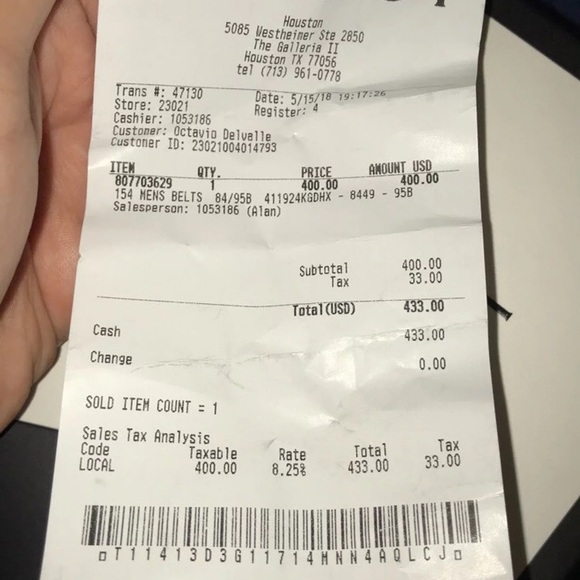 Houston
5085 Westheimer Ste 2850
The Galleria II
Houston TX 77056
tel (713) 961-0778
Trans #: 47130 Date: 5/15/18 19:17:26
Store: 23021 Register: 4
Cashier: 1053186
Customer: Octavio Delvalle
Customer ID: 23021004014793
ITEM QTY. PRICE AMOUNT USD
807703629 1 400.00 400.00
154 MENS BELTS 84/95B 411924KGDHX - 8449 - 95B
Salesperson: 1053186 (Alan)
Subtotal 400.00
Tax 33.00
Total(USD) 433.00
Cash 433.00
Change 0.00
SOLD ITEM COUNT = 1
Sales Tax Analysis
Code Taxable Rate Total Tax
LOCAL 400.00 8.25% 433.00 33.00
T11413D3G11714MNN4AQLCJ